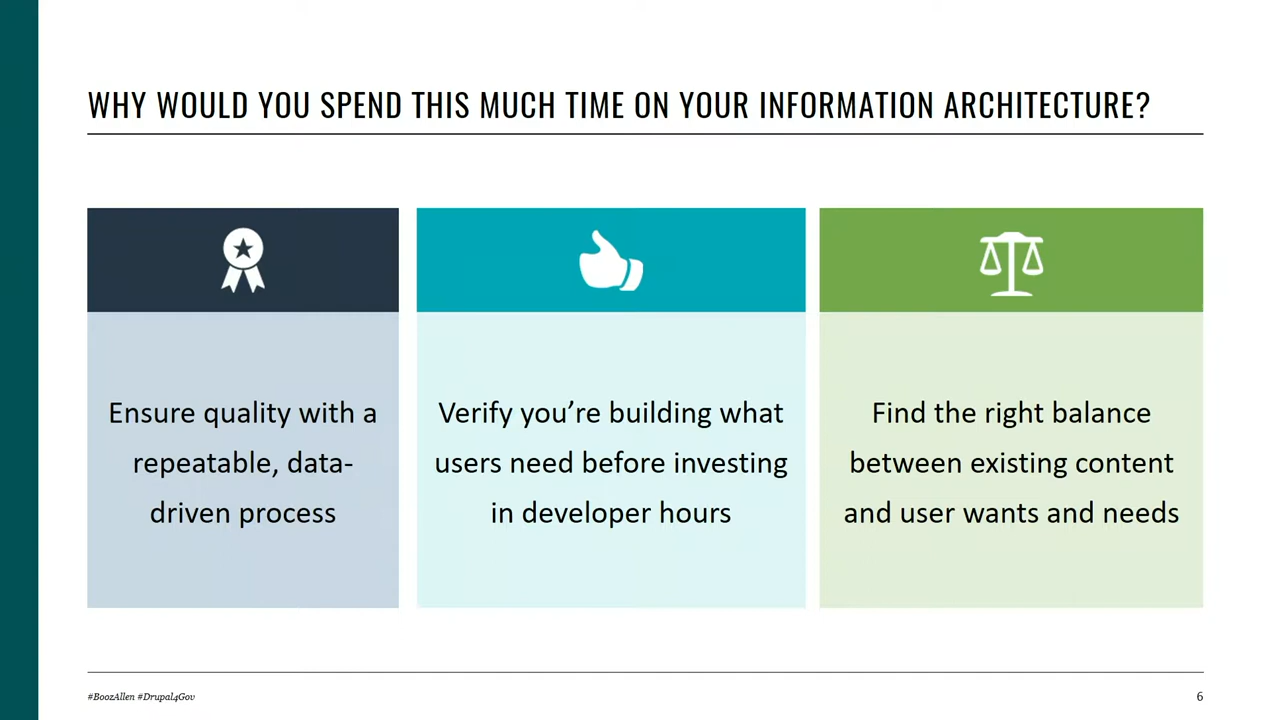 WHY WOULD YOU SPEND THIS MUCH TIME ON YOUR INFORMATION ARCHITECTURE?
Ensure quality with a
repeatable, data-
driven process
Verify you’re building what
users need before investing
in developer hours
Find the right balance
between existing content
and user wants and needs
#BoozAllen #Drupal4Gov
6